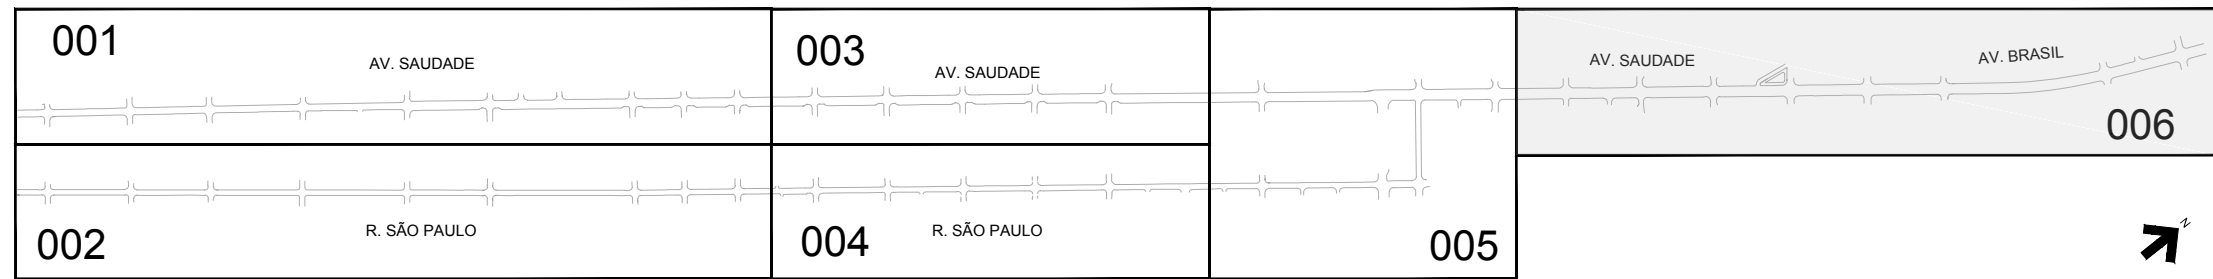 001
AV. SAUDADE
003
AV. SAUDADE
AV. SAUDADE
AV. BRASIL
006
002
R. SÃO PAULO
004
R. SÃO PAULO
005
N